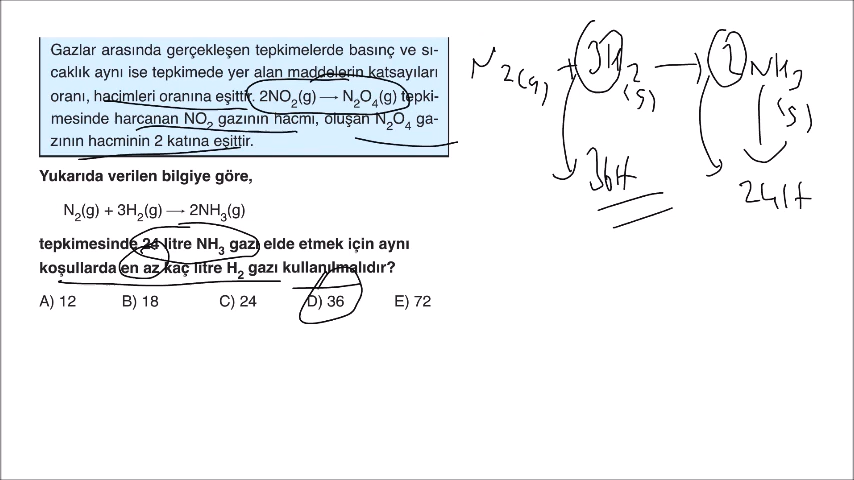 Gazlar arasında gerçekleşen tepkimelerde basınç ve sı-
caklık aynı ise tepkimede yer alan maddelerin katsayıları
oranı, hacimleri oranına eşittir. 2NO₂(g) → N₂O₄(g) tepki-
mesinde harcanan NO₂ gazının hacmi, oluşan N₂O₄ ga-
zının hacminin 2 katına eşittir.
Yukarıda verilen bilgiye göre,
N₂(g) + 3H₂(g) → 2NH₃(g)
tepkimesinde 24 litre NH₃ gazı elde etmek için aynı
koşullarda en az kaç litre H₂ gazı kullanılmalıdır?
A) 12 B) 18 C) 24 D) 36 E) 72
N₂(g) + 3H₂(g) → 2NH₃(g)
36lt 24lt